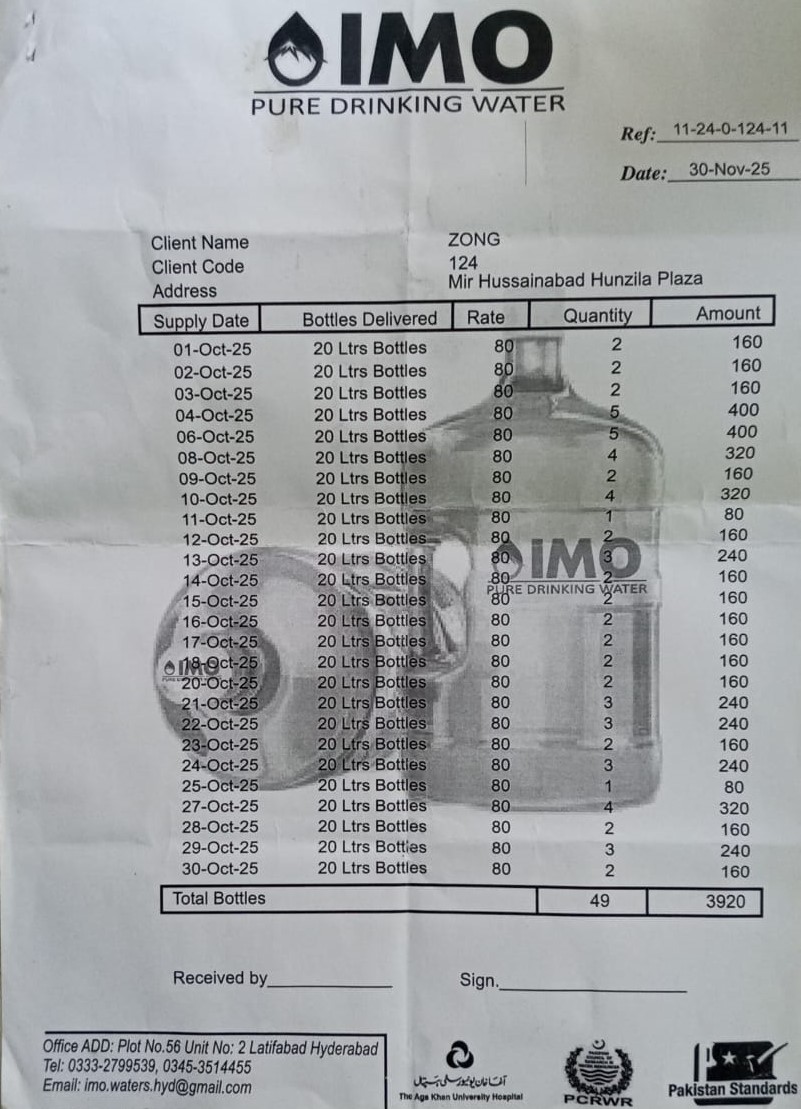 IMO
PURE DRINKING WATER
Ref: 11-24-0-124-11
Date: 30-Nov-25
Client Name ZONG
Client Code 124
Address Mir Hussainabad Hunzila Plaza
Supply Date Bottles Delivered Rate Quantity Amount
01-Oct-25 20 Ltrs Bottles 80 2 160
02-Oct-25 20 Ltrs Bottles 80 2 160
03-Oct-25 20 Ltrs Bottles 80 2 160
04-Oct-25 20 Ltrs Bottles 80 5 400
06-Oct-25 20 Ltrs Bottles 80 5 400
08-Oct-25 20 Ltrs Bottles 80 4 320
09-Oct-25 20 Ltrs Bottles 80 2 160
10-Oct-25 20 Ltrs Bottles 80 4 320
11-Oct-25 20 Ltrs Bottles 80 1 80
12-Oct-25 20 Ltrs Bottles 80 2 160
13-Oct-25 20 Ltrs Bottles 80 3 240
14-Oct-25 20 Ltrs Bottles 80 2 160
15-Oct-25 20 Ltrs Bottles 80 2 160
16-Oct-25 20 Ltrs Bottles 80 2 160
17-Oct-25 20 Ltrs Bottles 80 2 160
18-Oct-25 20 Ltrs Bottles 80 2 160
20-Oct-25 20 Ltrs Bottles 80 2 160
21-Oct-25 20 Ltrs Bottles 80 3 240
22-Oct-25 20 Ltrs Bottles 80 3 240
23-Oct-25 20 Ltrs Bottles 80 2 160
24-Oct-25 20 Ltrs Bottles 80 3 240
25-Oct-25 20 Ltrs Bottles 80 1 80
27-Oct-25 20 Ltrs Bottles 80 4 320
28-Oct-25 20 Ltrs Bottles 80 2 160
29-Oct-25 20 Ltrs Bottles 80 3 240
30-Oct-25 20 Ltrs Bottles 80 2 160
IMO
PURE DRINKING WATER
IMO
Total Bottles 49 3920
Received by Sign.
Office ADD: Plot No.56 Unit No: 2 Latifabad Hyderabad
Tel: 0333-2799539, 0345-3514455
Email: imo.waters.hyd@gmail.com
آغا خان یونیورسٹی ہسپتال
The Aga Khan University Hospital
PCRWR
Pakistan Standards